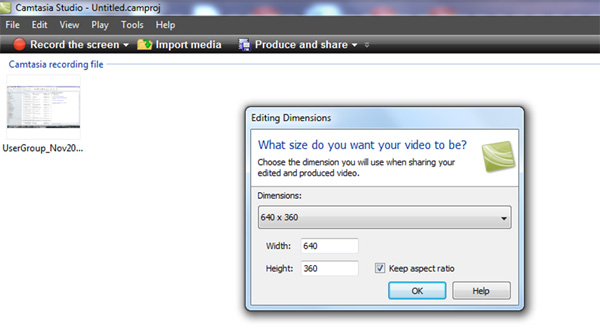 Camtasia Studio - Untitled.camproj
File Edit View Play Tools Help
Record the screen Import media Produce and share
Camtasia recording file
UserGroup_Nov20...
Editing Dimensions
What size do you want your video to be?
Choose the dimension you will use when sharing your
edited and produced video.
Dimensions:
640 x 360
Width: 640
Height: 360 Keep aspect ratio
OK Help